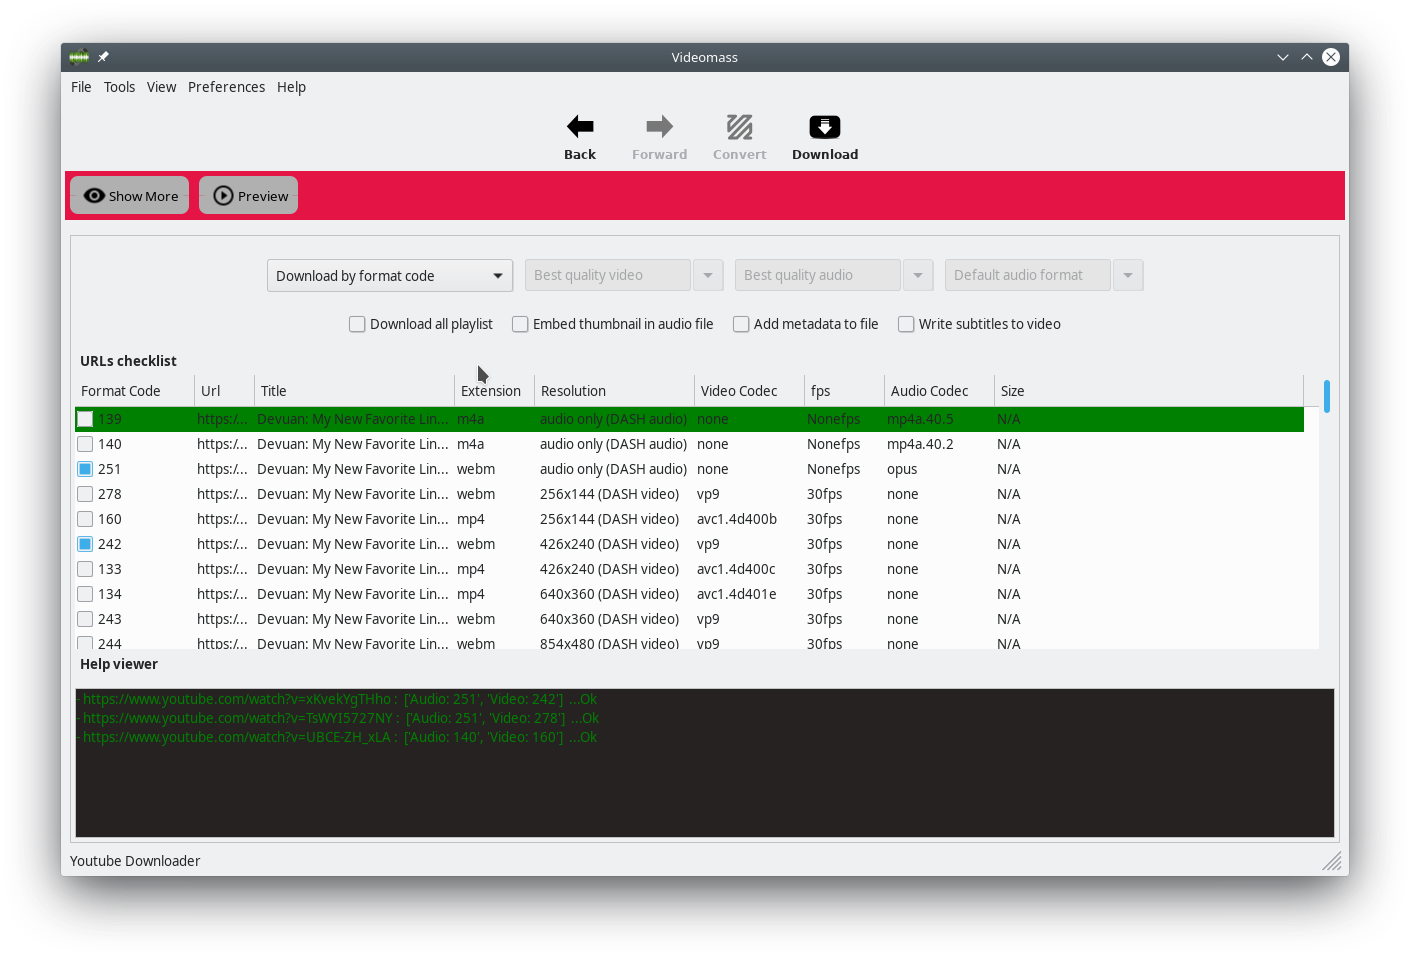 Videomass
File Tools View Preferences Help
Back Forward Convert Download
Show More Preview
Download by format code Best quality video Best quality audio Default audio format
Download all playlist Embed thumbnail in audio file Add metadata to file Write subtitles to video
URLs checklist
Format Code Url Title Extension Resolution Video Codec fps Audio Codec Size
139 https:/... Devuan: My New Favorite Lin... m4a audio only (DASH audio) none Nonefps mp4a.40.5 N/A
140 https:/... Devuan: My New Favorite Lin... m4a audio only (DASH audio) none Nonefps mp4a.40.2 N/A
251 https:/... Devuan: My New Favorite Lin... webm audio only (DASH audio) none Nonefps opus N/A
278 https:/... Devuan: My New Favorite Lin... webm 256x144 (DASH video) vp9 30fps none N/A
160 https:/... Devuan: My New Favorite Lin... mp4 256x144 (DASH video) avc1.4d400b 30fps none N/A
242 https:/... Devuan: My New Favorite Lin... webm 426x240 (DASH video) vp9 30fps none N/A
133 https:/... Devuan: My New Favorite Lin... mp4 426x240 (DASH video) avc1.4d400c 30fps none N/A
134 https:/... Devuan: My New Favorite Lin... mp4 640x360 (DASH video) avc1.4d401e 30fps none N/A
243 https:/... Devuan: My New Favorite Lin... webm 640x360 (DASH video) vp9 30fps none N/A
244 https:/... Devuan: My New Favorite Lin... webm 854x480 (DASH video) vp9 30fps none N/A
Help viewer
- https://www.youtube.com/watch?v=xKvekYgTHho : ['Audio: 251', 'Video: 242'] ...Ok
- https://www.youtube.com/watch?v=TsWYI5727NY : ['Audio: 251', 'Video: 278'] ...Ok
- https://www.youtube.com/watch?v=UBCE-ZH_xLA : ['Audio: 140', 'Video: 160'] ...Ok
Youtube Downloader